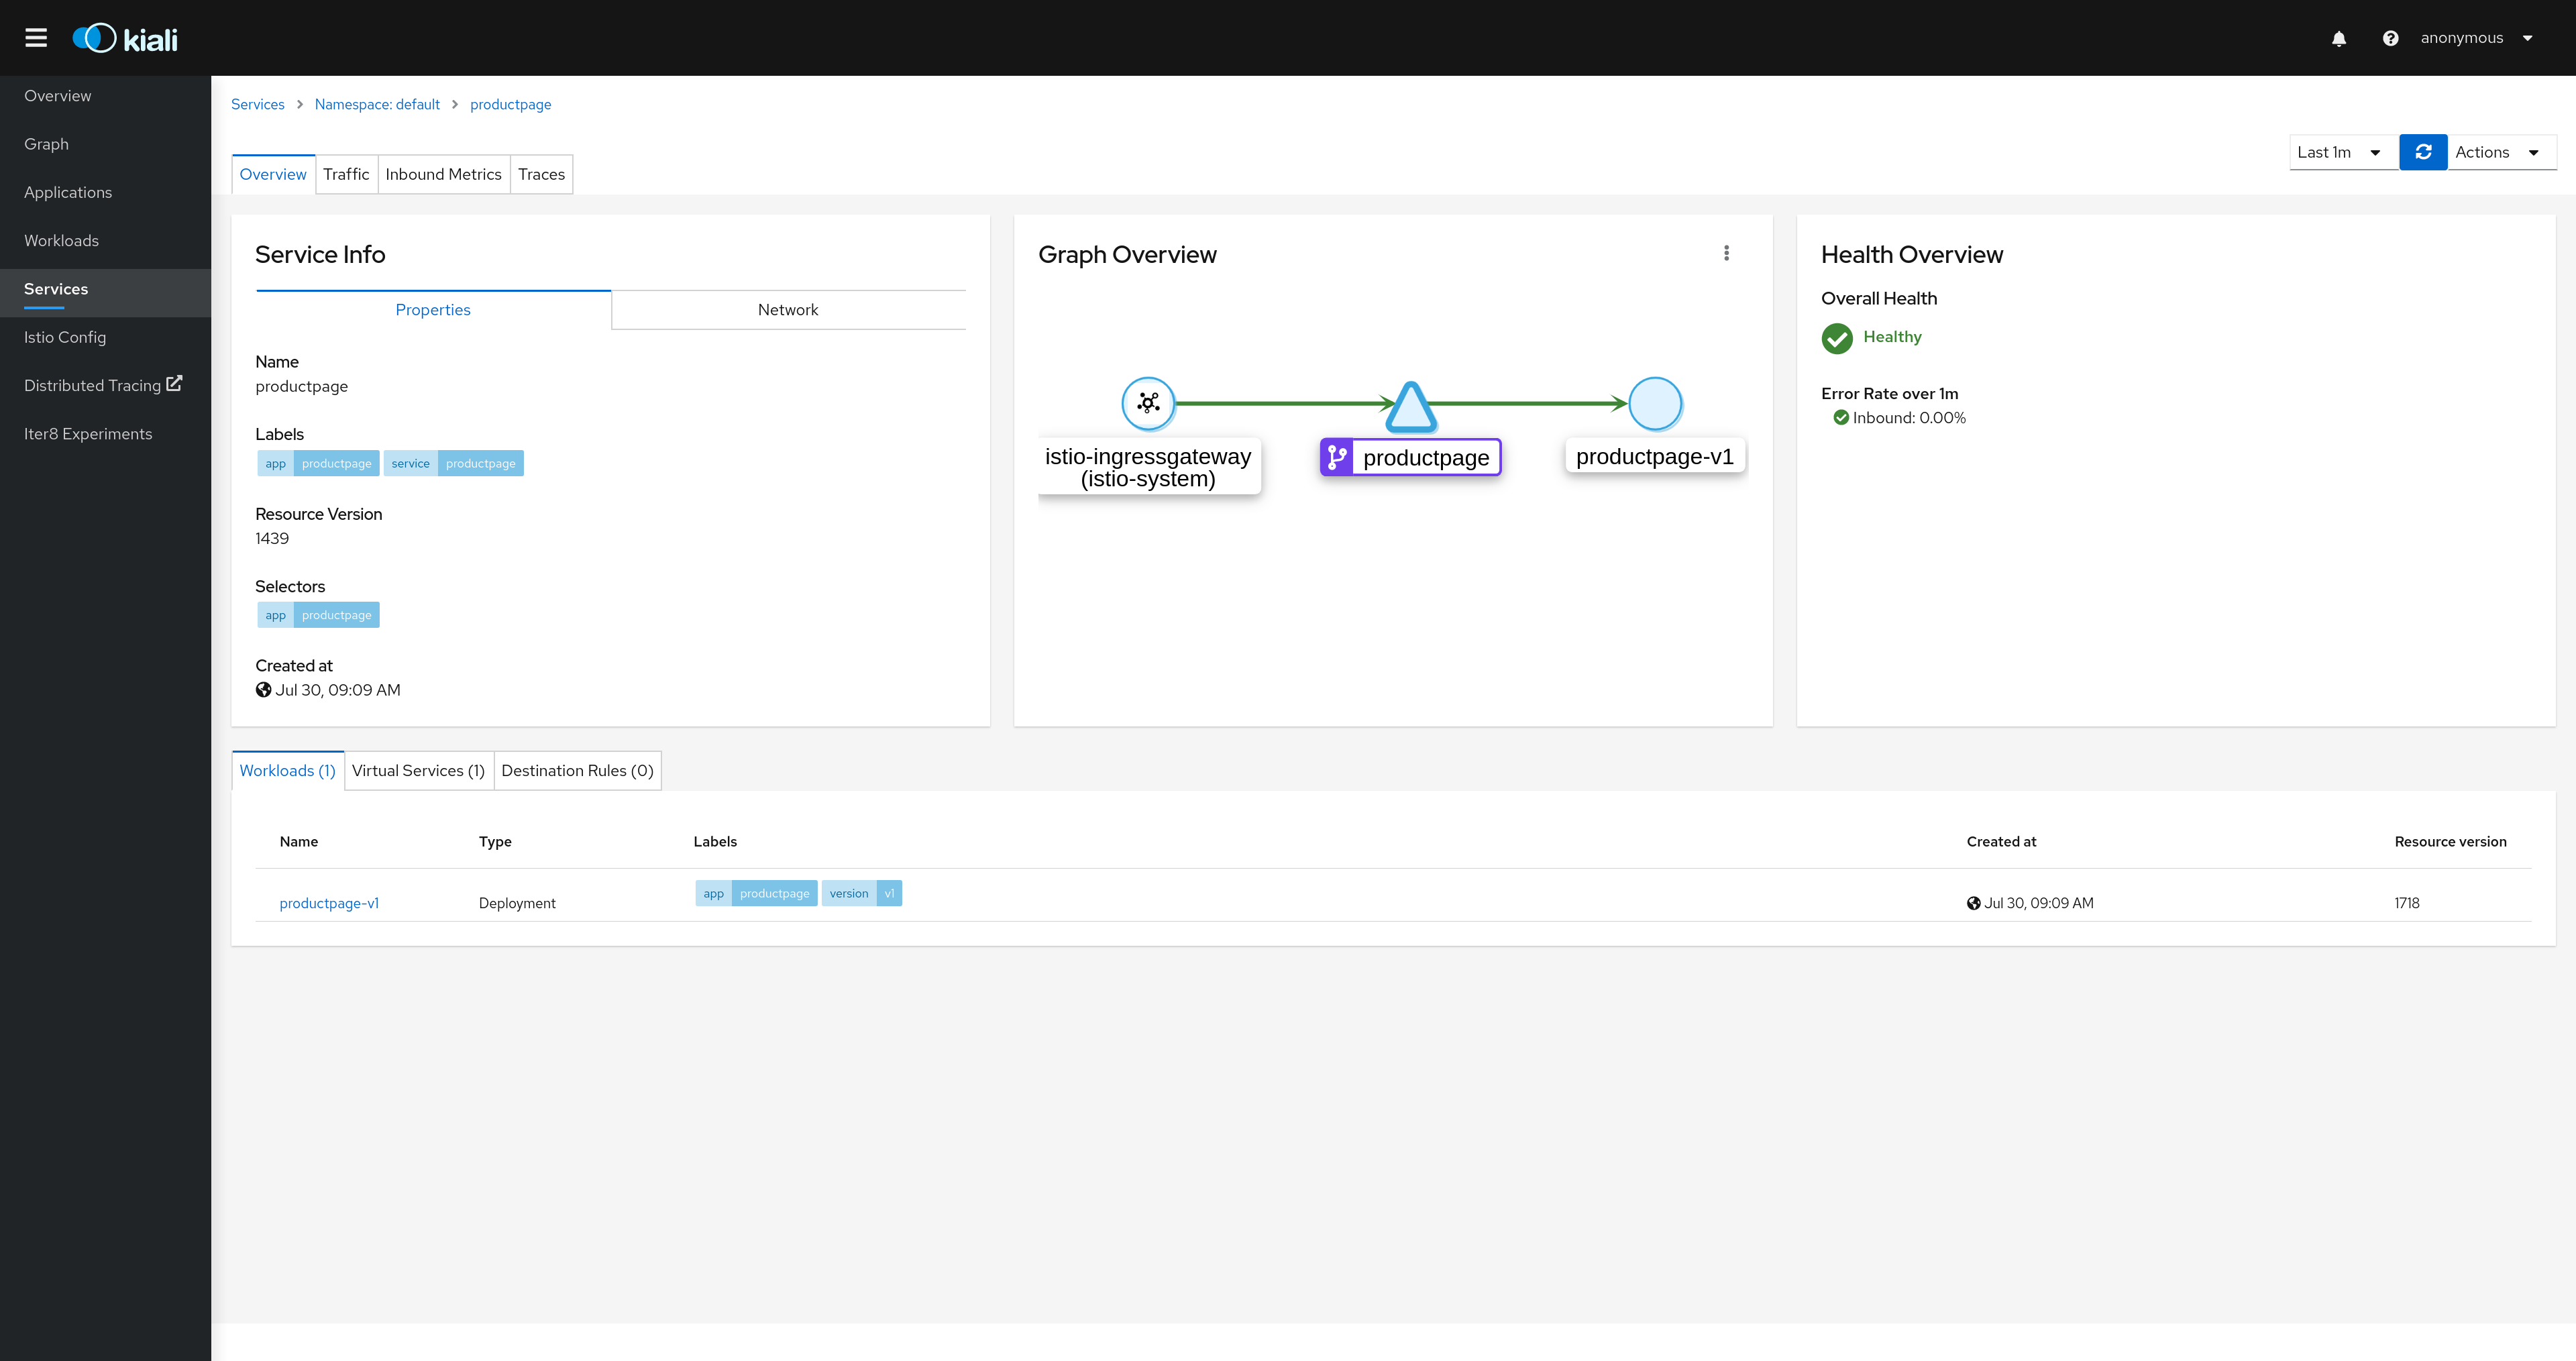 kiali
anonymous
Overview
Graph
Applications
Workloads
Services
Istio Config
Distributed Tracing
Iter8 Experiments
Services > Namespace: default > productpage
Overview Traffic Inbound Metrics Traces
Last 1m Actions
Service Info
Properties Network
Name
productpage
Labels
app productpage service productpage
Resource Version
1439
Selectors
app productpage
Created at
Jul 30, 09:09 AM
Graph Overview
istio-ingressgateway
(istio-system)
productpage
productpage-v1
Health Overview
Overall Health
Healthy
Error Rate over 1m
Inbound: 0.00%
Workloads (1) Virtual Services (1) Destination Rules (0)
Name Type Labels Created at Resource version
productpage-v1 Deployment app productpage version v1 Jul 30, 09:09 AM 1718